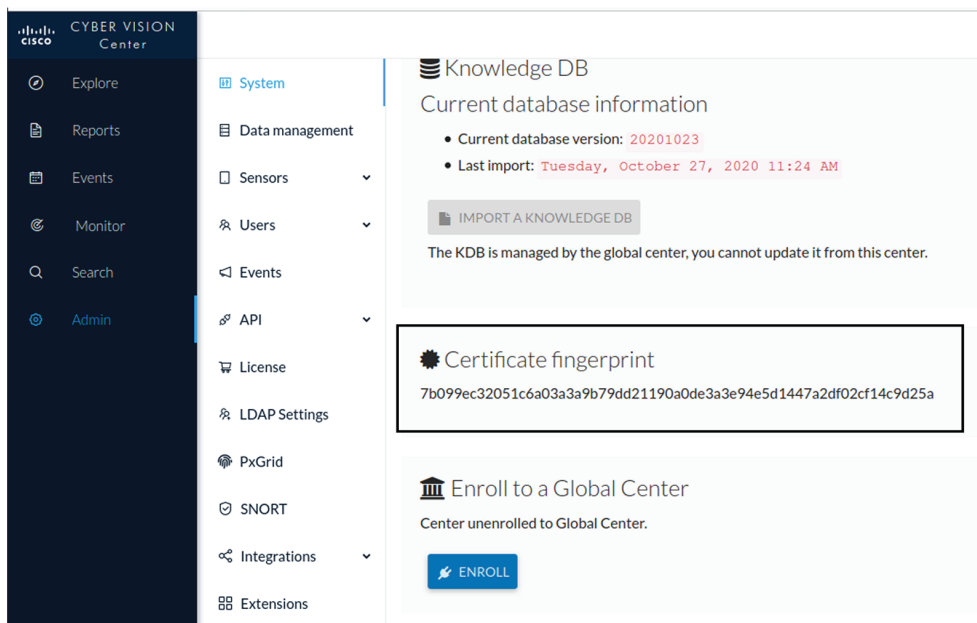 CISCO
CYBER VISION
Center
Explore
Reports
Events
Monitor
Search
Admin
System
Data management
Sensors
Users
Events
API
License
LDAP Settings
PxGrid
SNORT
Integrations
Extensions
Knowledge DB
Current database information
Current database version: 20201023
Last import: Tuesday, October 27, 2020 11:24 AM
IMPORT A KNOWLEDGE DB
The KDB is managed by the global center, you cannot update it from this center.
Certificate fingerprint
7b099ec32051c6a03a3a9b79dd21190a0de3a3e94e5d1447a2df02cf14c9d25a
Enroll to a Global Center
Center unenrolled to Global Center.
ENROLL